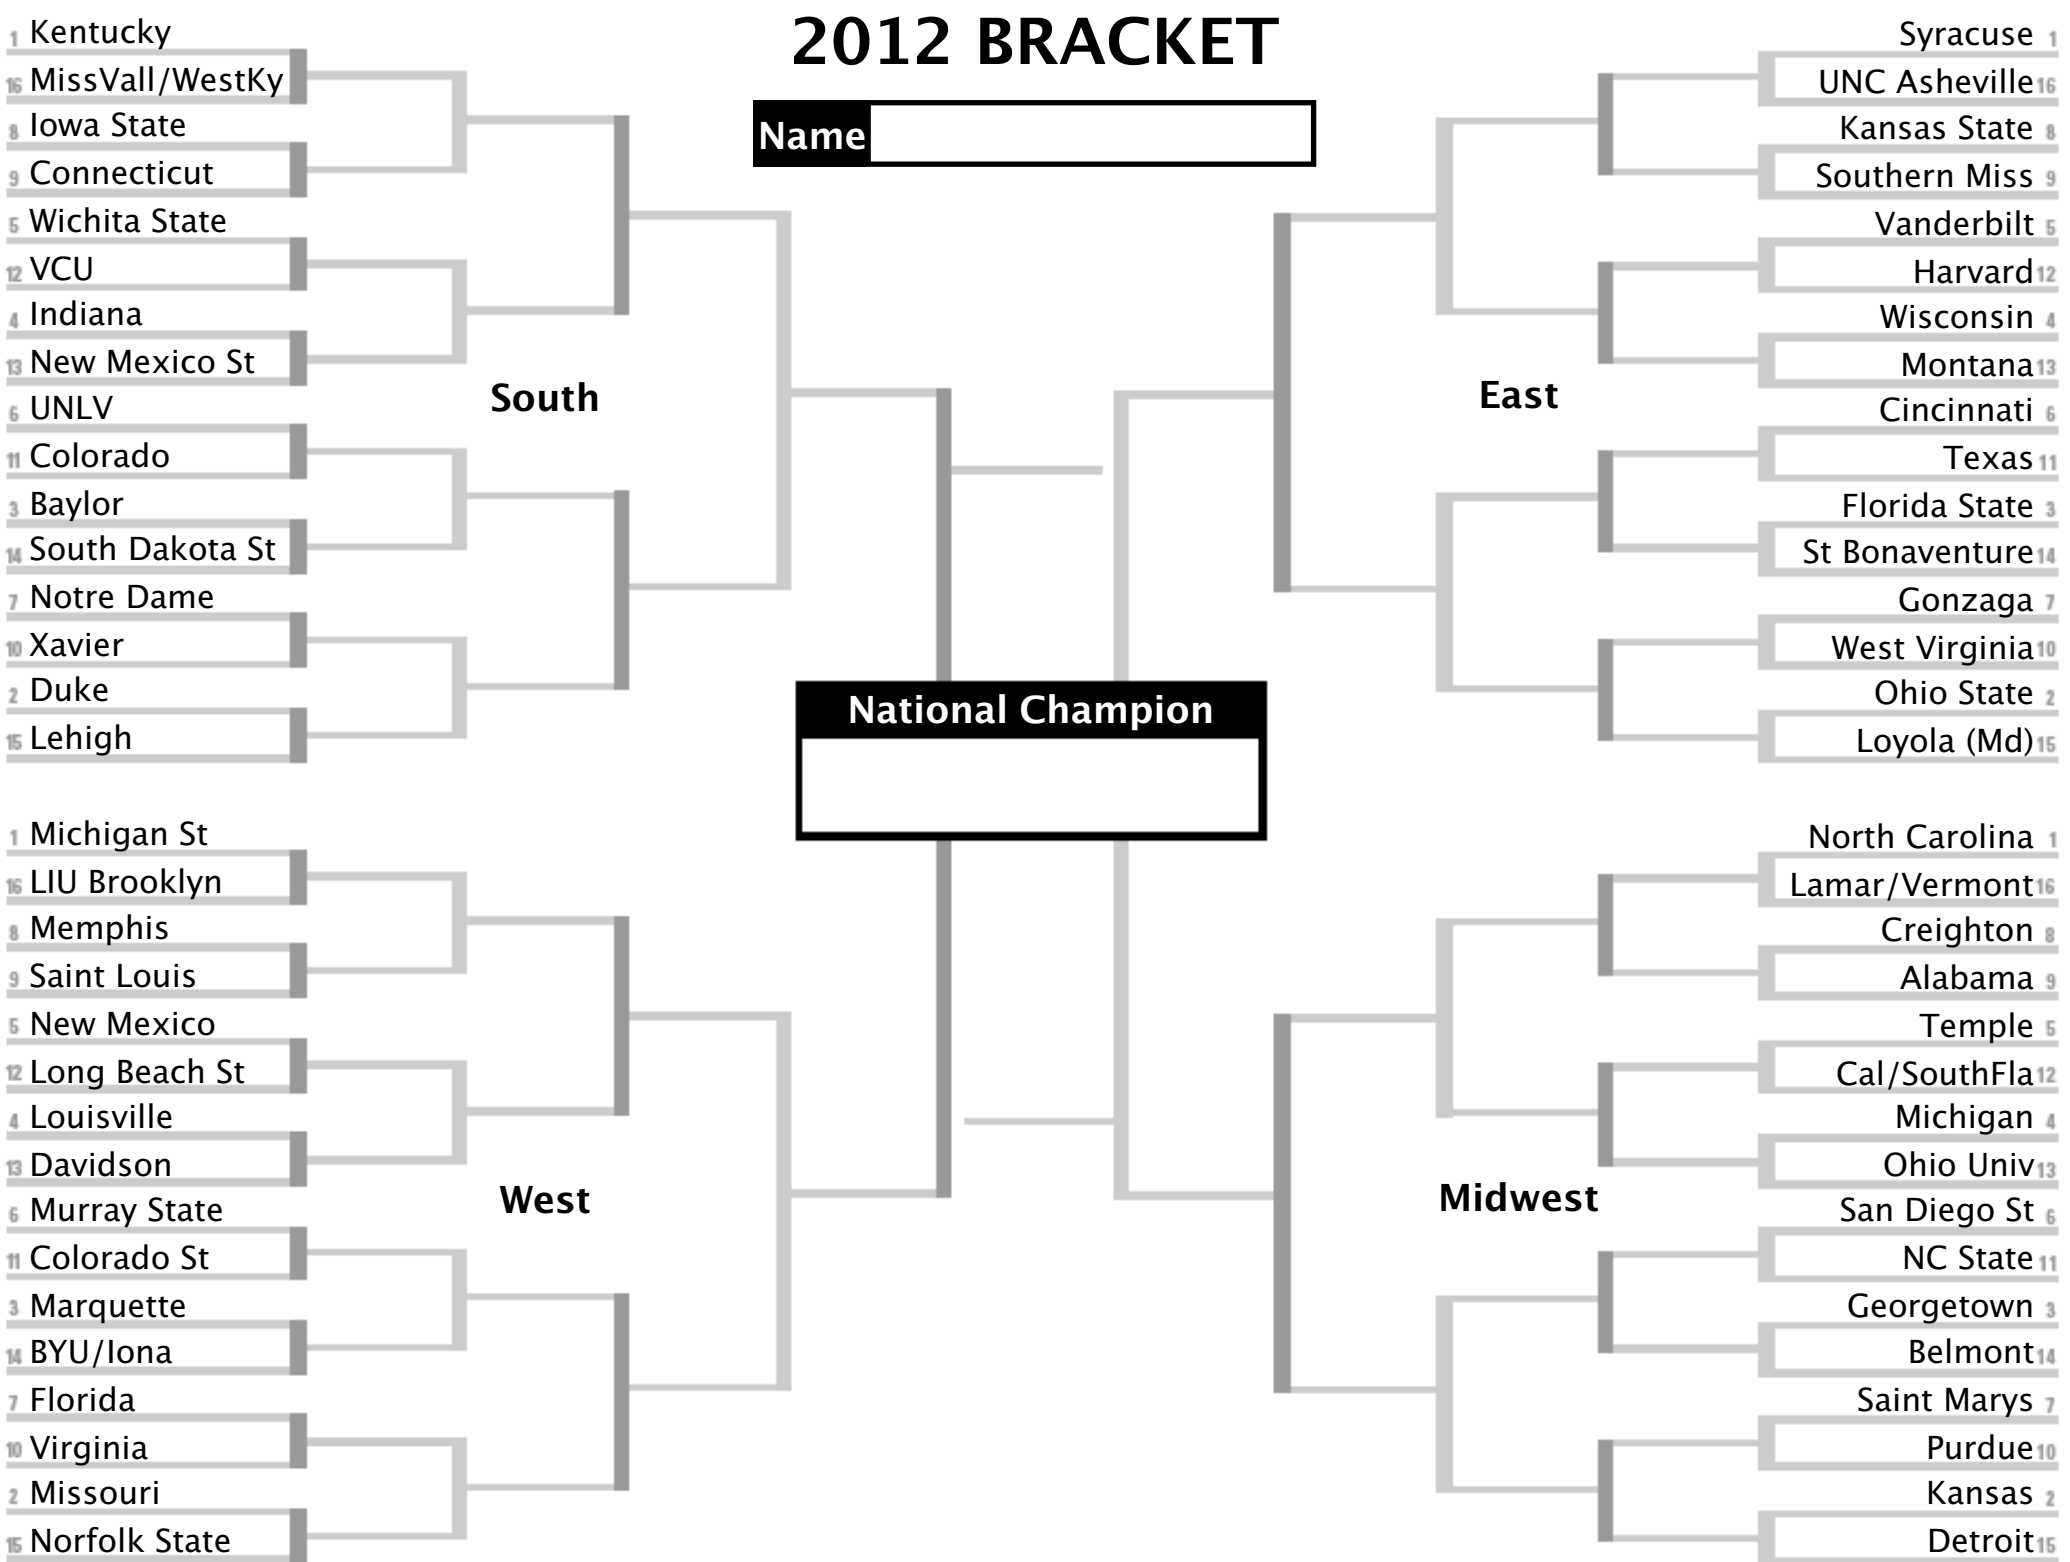 2012 BRACKET
Name
1 Kentucky
16 MissVall/WestKy
8 Iowa State
9 Connecticut
5 Wichita State
12 VCU
4 Indiana
13 New Mexico St
South
6 UNLV
11 Colorado
3 Baylor
14 South Dakota St
7 Notre Dame
10 Xavier
2 Duke
15 Lehigh
1 Michigan St
16 LIU Brooklyn
8 Memphis
9 Saint Louis
5 New Mexico
12 Long Beach St
4 Louisville
13 Davidson
West
6 Murray State
11 Colorado St
3 Marquette
14 BYU/Iona
7 Florida
10 Virginia
2 Missouri
15 Norfolk State
National Champion
Syracuse 1
UNC Asheville 16
Kansas State 8
Southern Miss 9
Vanderbilt 5
Harvard 12
Wisconsin 4
Montana 13
East
Cincinnati 6
Texas 11
Florida State 3
St Bonaventure 14
Gonzaga 7
West Virginia 10
Ohio State 2
Loyola (Md) 15
North Carolina 1
Lamar/Vermont 16
Creighton 8
Alabama 9
Temple 5
Cal/SouthFla 12
Michigan 4
Ohio Univ 13
Midwest
San Diego St 6
NC State 11
Georgetown 3
Belmont 14
Saint Marys 7
Purdue 10
Kansas 2
Detroit 15